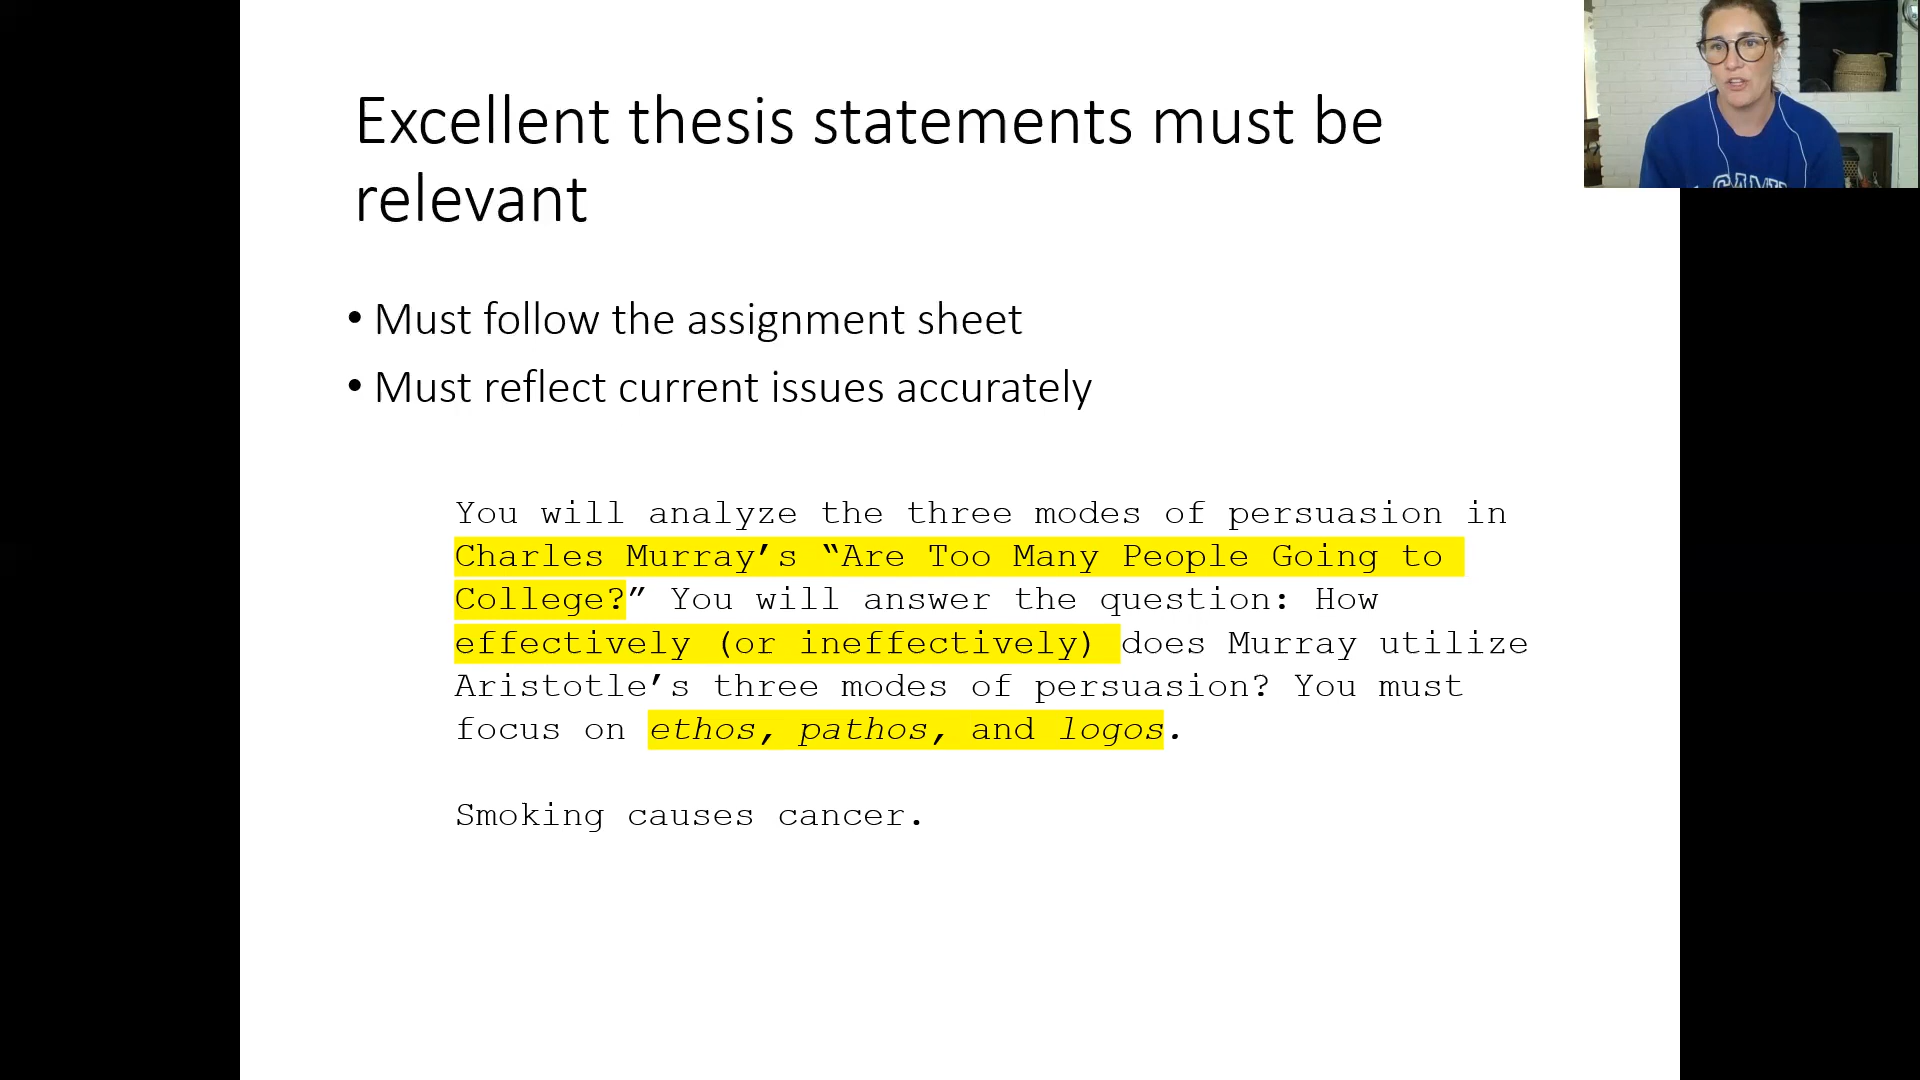 Excellent thesis statements must be
relevant
• Must follow the assignment sheet
• Must reflect current issues accurately
You will analyze the three modes of persuasion in
Charles Murray’s “Are Too Many People Going to
College?” You will answer the question: How
effectively (or ineffectively) does Murray utilize
Aristotle’s three modes of persuasion? You must
focus on ethos, pathos, and logos.
Smoking causes cancer.